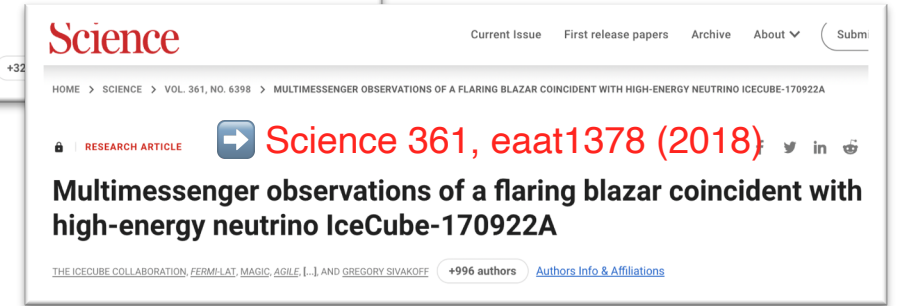 Science
Current Issue First release papers Archive About
+32
HOME > SCIENCE > VOL. 361, NO. 6398 > MULTIMESSENGER OBSERVATIONS OF A FLARING BLAZAR COINCIDENT WITH HIGH-ENERGY NEUTRINO ICECUBE-170922A
RESEARCH ARTICLE
➡ Science 361, eaat1378 (2018)
Multimessenger observations of a flaring blazar coincident with
high-energy neutrino IceCube-170922A
THE ICECUBE COLLABORATION, FERMI-LAT, MAGIC, AGILE, [...], AND GREGORY SIVAKOFF +996 authors Authors Info & Affiliations